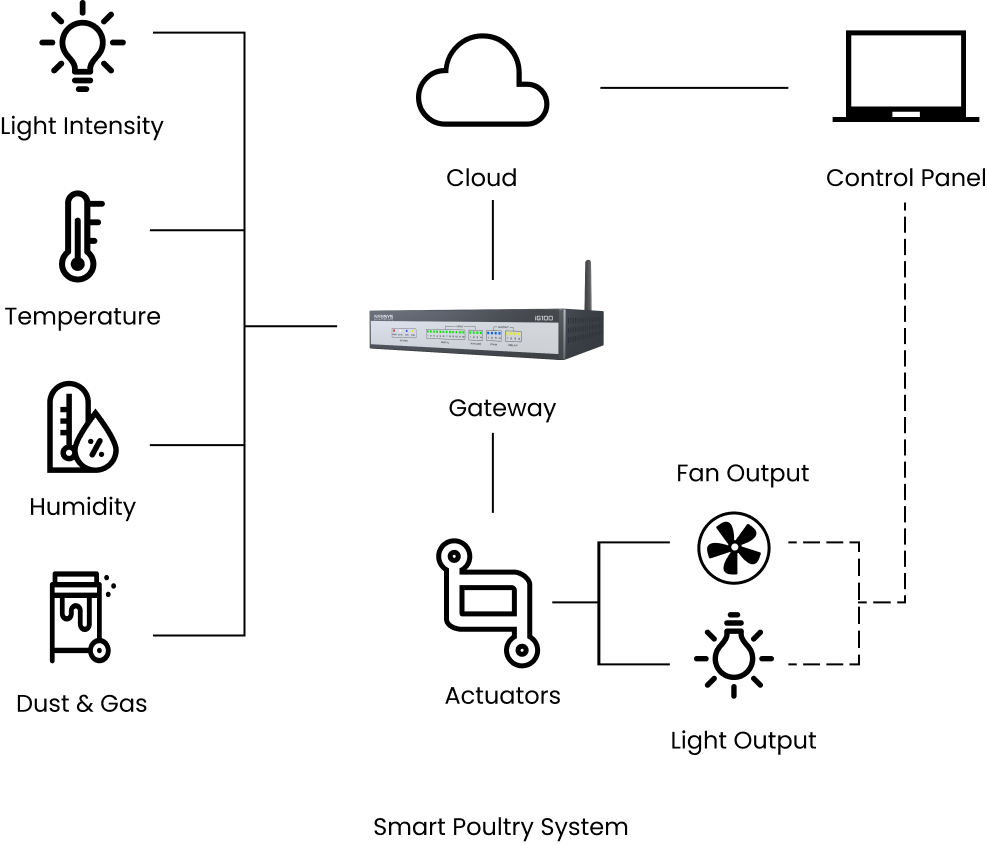 Light Intensity
Cloud
Control Panel
Temperature
iG100
Gateway
Fan Output
Humidity
Actuators
Dust & Gas
Light Output
Smart Poultry System